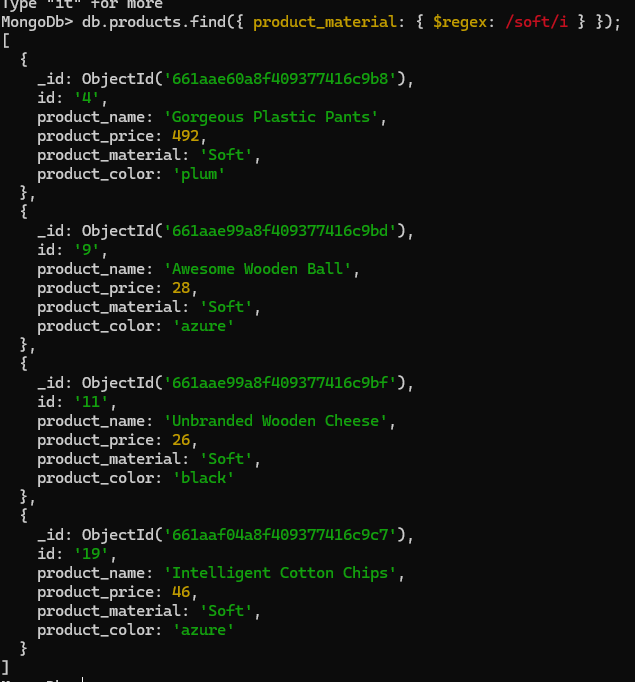 Type "it" for more
MongoDb> db.products.find({ product_material: { $regex: /soft/i } });
[
  {
    _id: ObjectId('661aae60a8f409377416c9b8'),
    id: '4',
    product_name: 'Gorgeous Plastic Pants',
    product_price: 492,
    product_material: 'Soft',
    product_color: 'plum'
  },
  {
    _id: ObjectId('661aae99a8f409377416c9bd'),
    id: '9',
    product_name: 'Awesome Wooden Ball',
    product_price: 28,
    product_material: 'Soft',
    product_color: 'azure'
  },
  {
    _id: ObjectId('661aae99a8f409377416c9bf'),
    id: '11',
    product_name: 'Unbranded Wooden Cheese',
    product_price: 26,
    product_material: 'Soft',
    product_color: 'black'
  },
  {
    _id: ObjectId('661aaf04a8f409377416c9c7'),
    id: '19',
    product_name: 'Intelligent Cotton Chips',
    product_price: 46,
    product_material: 'Soft',
    product_color: 'azure'
  }
]